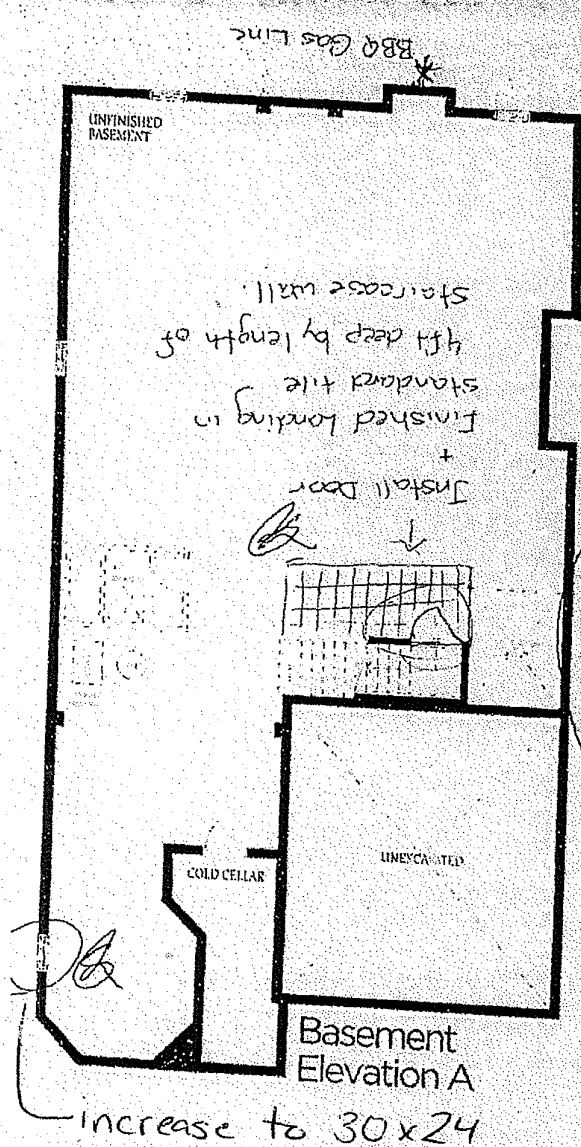 BBQ Gas Line
UNFINISHED
BASEMENT
Install Door
+
Finished Landing in
standard tile
4ft deep by length of
staircase wall.
COLD CELLAR
UNEXCAVATED
Basement
Elevation A
increase to 30x24